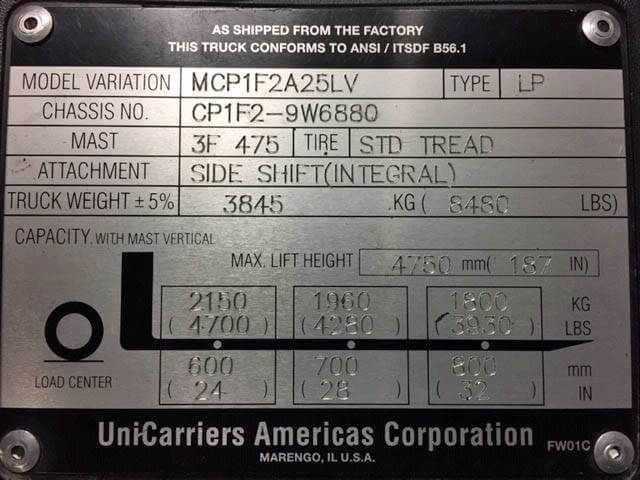 AS SHIPPED FROM THE FACTORY
THIS TRUCK CONFORMS TO ANSI / ITSDF B56.1
MODEL VARIATION MCP1F2A25LV TYPE LP
CHASSIS NO. CP1F2-9W6880
MAST 3F 475 TIRE STD TREAD
ATTACHMENT SIDE SHIFT(INTEGRAL)
TRUCK WEIGHT ± 5% 3845 KG ( 8480 LBS)
CAPACITY. WITH MAST VERTICAL
MAX. LIFT HEIGHT 4750 mm( 187 IN)
2150 1960 1800 KG
( 4700 ) ( 4280 ) ( 3930 ) LBS
600 700 800 mm
LOAD CENTER ( 24 ) ( 28 ) ( 32 ) IN
UniCarriers Americas Corporation FW01C
MARENGO, IL U.S.A.